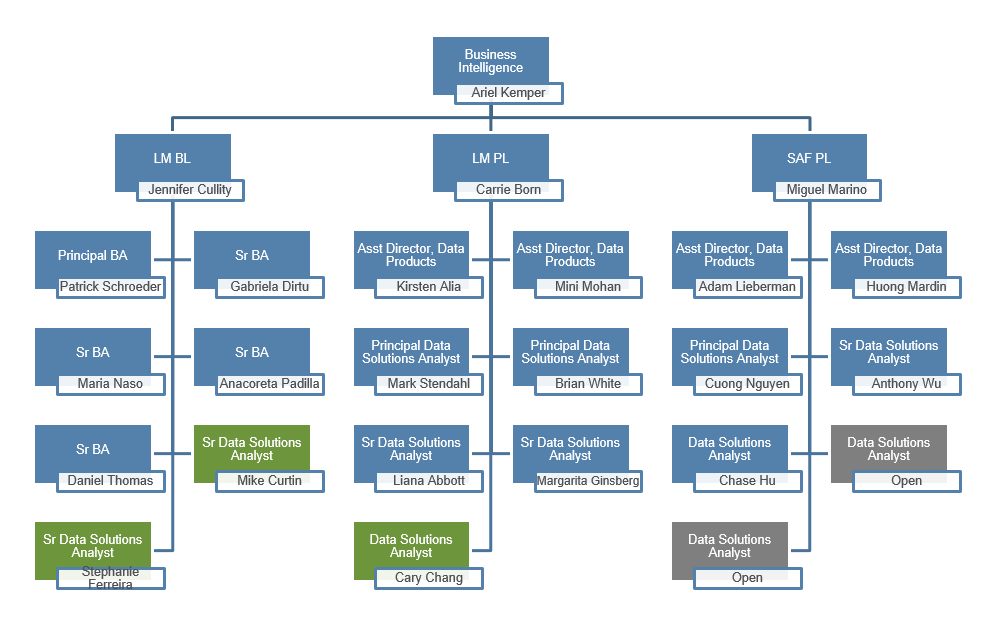 Business
Intelligence
Ariel Kemper
LM BL
Jennifer Cullity
LM PL
Carrie Born
SAF PL
Miguel Marino
Principal BA
Patrick Schroeder
Sr BA
Gabriela Dirtu
Asst Director, Data
Products
Kirsten Alia
Asst Director, Data
Products
Mini Mohan
Asst Director, Data
Products
Adam Lieberman
Asst Director, Data
Products
Huong Mardin
Sr BA
Maria Naso
Sr BA
Anacoreta Padilla
Principal Data
Solutions Analyst
Mark Stendahl
Principal Data
Solutions Analyst
Brian White
Principal Data
Solutions Analyst
Cuong Nguyen
Sr Data Solutions
Analyst
Anthony Wu
Sr BA
Daniel Thomas
Sr Data Solutions
Analyst
Mike Curtin
Sr Data Solutions
Analyst
Liana Abbott
Sr Data Solutions
Analyst
Margarita Ginsberg
Data Solutions
Analyst
Chase Hu
Data Solutions
Analyst
Open
Sr Data Solutions
Analyst
Stephanie
Ferreira
Data Solutions
Analyst
Cary Chang
Data Solutions
Analyst
Open